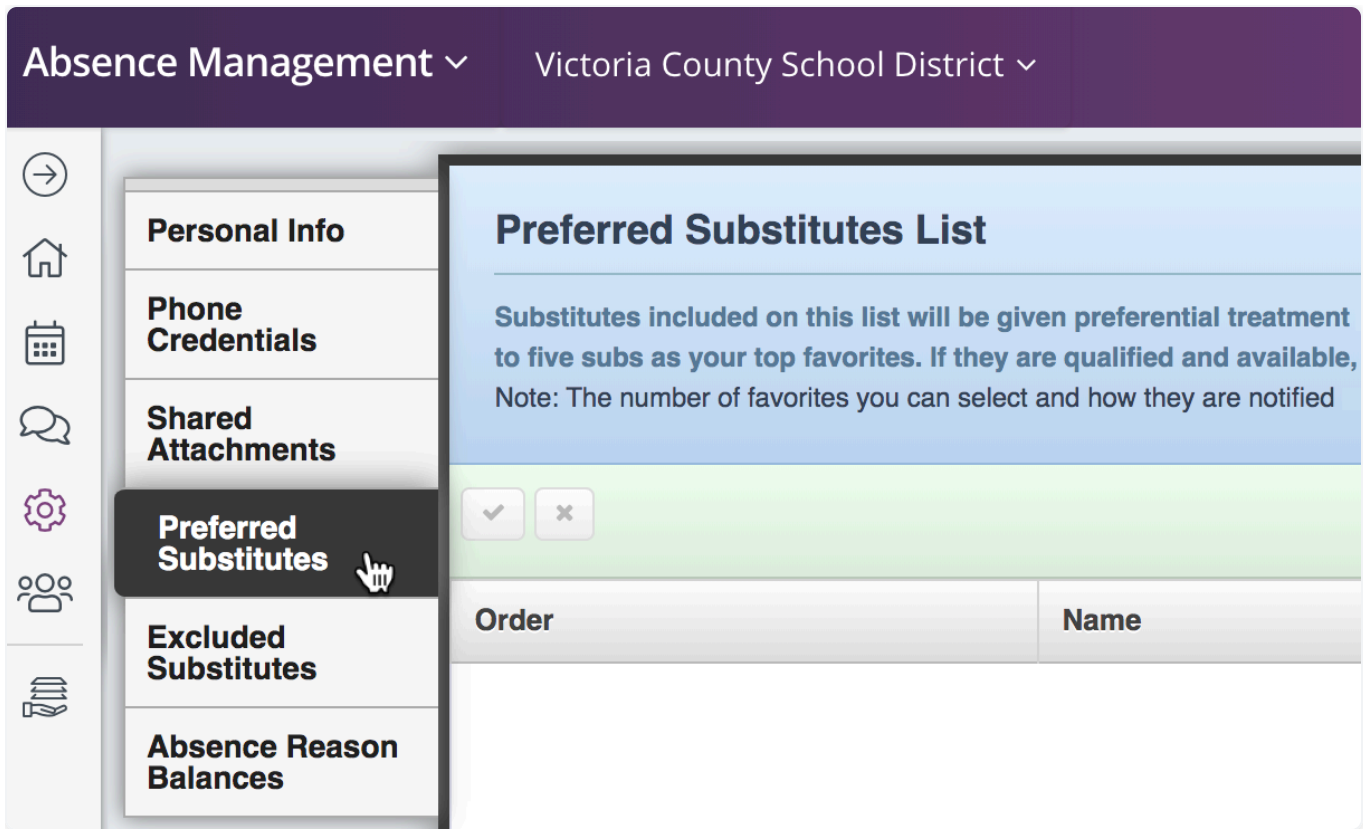 Absence Management
Victoria County School District
Personal Info
Phone
Credentials
Shared
Attachments
Preferred
Substitutes
Excluded
Substitutes
Absence Reason
Balances
Preferred Substitutes List
Substitutes included on this list will be given preferential treatment
to five subs as your top favorites. If they are qualified and available,
Note: The number of favorites you can select and how they are notified
Order
Name